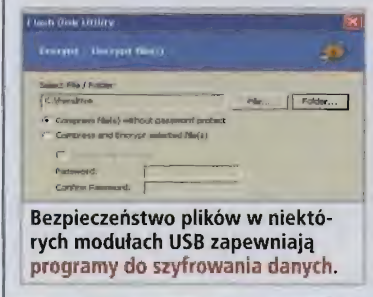 Flash Disk Utility
Encrypt / Decrypt file(s)
Select File / Folder
File... Folder...
Compress file(s) without password protect
Compress and Encrypt selected file(s)
Password:
Confirm Password:
Bezpieczeństwo plików w niektó-
rych modułach USB zapewniają
programy do szyfrowania danych.